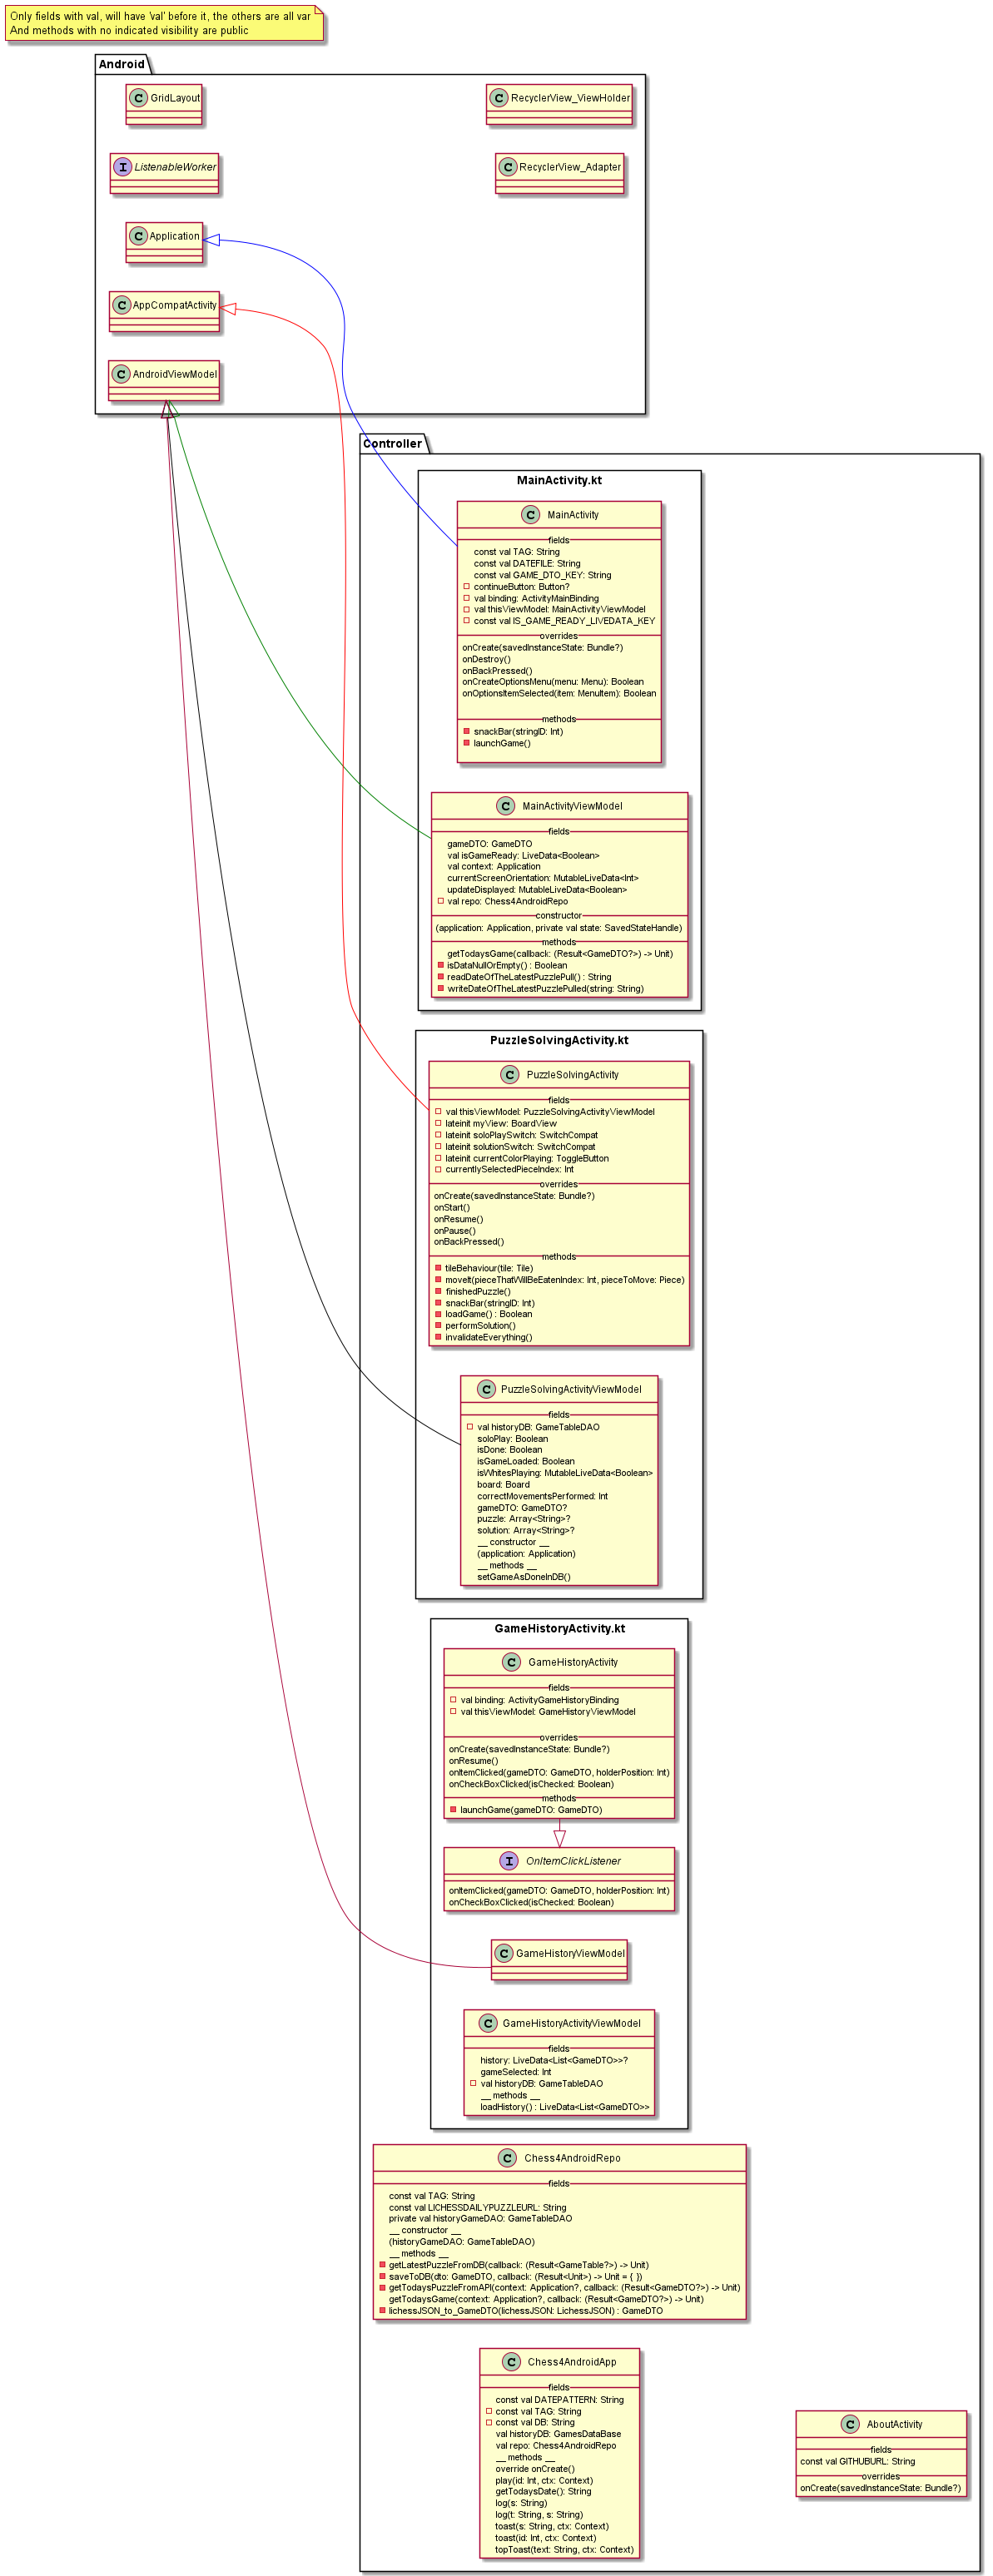 Only fields with val, will have 'val' before it, the others are all var
And methods with no indicated visibility are public
Android
C GridLayout
C RecyclerView_ViewHolder
I ListenableWorker
C RecyclerView_Adapter
C Application
C AppCompatActivity
C AndroidViewModel
Controller
MainActivity.kt
C MainActivity
fields
const val TAG: String
const val DATEFILE: String
const val GAME_DTO_KEY: String
continueButton: Button?
val binding: ActivityMainBinding
val thisViewModel: MainActivityViewModel
const val IS_GAME_READY_LIVEDATA_KEY
overrides
onCreate(savedInstanceState: Bundle?)
onDestroy()
onBackPressed()
onCreateOptionsMenu(menu: Menu): Boolean
onOptionsItemSelected(item: MenuItem): Boolean
methods
snackBar(stringID: Int)
launchGame()
C MainActivityViewModel
fields
gameDTO: GameDTO
val isGameReady: LiveData<Boolean>
val context: Application
currentScreenOrientation: MutableLiveData<Int>
updateDisplayed: MutableLiveData<Boolean>
val repo: Chess4AndroidRepo
constructor
(application: Application, private val state: SavedStateHandle)
methods
getTodaysGame(callback: (Result<GameDTO?>) -> Unit)
isDataNullOrEmpty() : Boolean
readDateOfTheLatestPuzzlePull() : String
writeDateOfTheLatestPuzzlePulled(string: String)
PuzzleSolvingActivity.kt
C PuzzleSolvingActivity
fields
val thisViewModel: PuzzleSolvingActivityViewModel
lateinit myView: BoardView
lateinit soloPlaySwitch: SwitchCompat
lateinit solutionSwitch: SwitchCompat
lateinit currentColorPlaying: ToggleButton
currentlySelectedPieceIndex: Int
overrides
onCreate(savedInstanceState: Bundle?)
onStart()
onResume()
onPause()
onBackPressed()
methods
tileBehaviour(tile: Tile)
moveIt(pieceThatWillBeEatenIndex: Int, pieceToMove: Piece)
finishedPuzzle()
snackBar(stringID: Int)
loadGame() : Boolean
performSolution()
invalidateEverything()
C PuzzleSolvingActivityViewModel
fields
val historyDB: GameTableDAO
soloPlay: Boolean
isDone: Boolean
isGameLoaded: Boolean
isWhitesPlaying: MutableLiveData<Boolean>
board: Board
correctMovementsPerformed: Int
gameDTO: GameDTO?
puzzle: Array<String>?
solution: Array<String>?
__ constructor __
(application: Application)
__ methods __
setGameAsDoneInDB()
GameHistoryActivity.kt
C GameHistoryActivity
fields
val binding: ActivityGameHistoryBinding
val thisViewModel: GameHistoryViewModel
overrides
onCreate(savedInstanceState: Bundle?)
onResume()
onItemClicked(gameDTO: GameDTO, holderPosition: Int)
onCheckBoxClicked(isChecked: Boolean)
methods
launchGame(gameDTO: GameDTO)
I OnItemClickListener
onItemClicked(gameDTO: GameDTO, holderPosition: Int)
onCheckBoxClicked(isChecked: Boolean)
C GameHistoryViewModel
C GameHistoryActivityViewModel
fields
history: LiveData<List<GameDTO>>?
gameSelected: Int
val historyDB: GameTableDAO
__ methods __
loadHistory() : LiveData<List<GameDTO>>
C Chess4AndroidRepo
fields
const val TAG: String
const val LICHESSDAILYPUZZLEURL: String
private val historyGameDAO: GameTableDAO
__ constructor __
(historyGameDAO: GameTableDAO)
__ methods __
getLatestPuzzleFromDB(callback: (Result<GameTable?>) -> Unit)
saveToDB(dto: GameDTO, callback: (Result<Unit>) -> Unit = { })
getTodaysPuzzleFromAPI(context: Application?, callback: (Result<GameDTO?>) -> Unit)
getTodaysGame(context: Application?, callback: (Result<GameDTO?>) -> Unit)
lichessJSON_to_GameDTO(lichessJSON: LichessJSON) : GameDTO
C Chess4AndroidApp
fields
const val DATEPATTERN: String
const val TAG: String
const val DB: String
val historyDB: GamesDataBase
val repo: Chess4AndroidRepo
__ methods __
override onCreate()
play(id: Int, ctx: Context)
getTodaysDate(): String
log(s: String)
log(t: String, s: String)
toast(s: String, ctx: Context)
toast(id: Int, ctx: Context)
topToast(text: String, ctx: Context)
C AboutActivity
fields
const val GITHUBURL: String
overrides
onCreate(savedInstanceState: Bundle?)